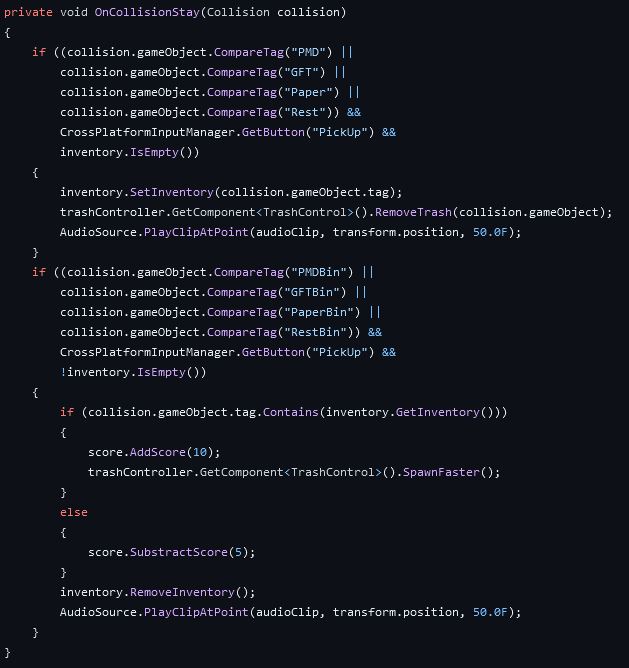 private void OnCollisionStay(Collision collision)
{
    if ((collision.gameObject.CompareTag("PMD") ||
        collision.gameObject.CompareTag("GFT") ||
        collision.gameObject.CompareTag("Paper") ||
        collision.gameObject.CompareTag("Rest")) &&
        CrossPlatformInputManager.GetButton("PickUp") &&
        inventory.IsEmpty())
    {
        inventory.SetInventory(collision.gameObject.tag);
        trashController.GetComponent<TrashControl>().RemoveTrash(collision.gameObject);
        AudioSource.PlayClipAtPoint(audioClip, transform.position, 50.0F);
    }
    if ((collision.gameObject.CompareTag("PMDBin") ||
        collision.gameObject.CompareTag("GFTBin") ||
        collision.gameObject.CompareTag("PaperBin") ||
        collision.gameObject.CompareTag("RestBin")) &&
        CrossPlatformInputManager.GetButton("PickUp") &&
        !inventory.IsEmpty())
    {
        if (collision.gameObject.tag.Contains(inventory.GetInventory()))
        {
            score.AddScore(10);
            trashController.GetComponent<TrashControl>().SpawnFaster();
        }
        else
        {
            score.SubstractScore(5);
        }
        inventory.RemoveInventory();
        AudioSource.PlayClipAtPoint(audioClip, transform.position, 50.0F);
    }
}